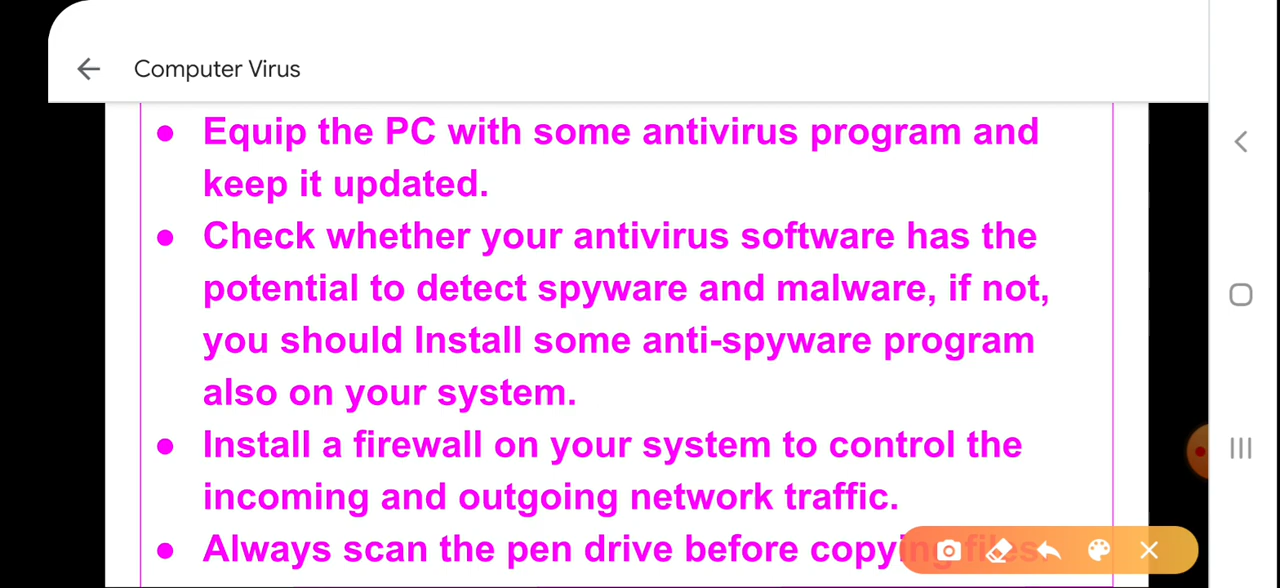 Computer Virus
● Equip the PC with some antivirus program and
keep it updated.
● Check whether your antivirus software has the
potential to detect spyware and malware, if not,
you should Install some anti-spyware program
also on your system.
● Install a firewall on your system to control the
incoming and outgoing network traffic.
● Always scan the pen drive before copying files.